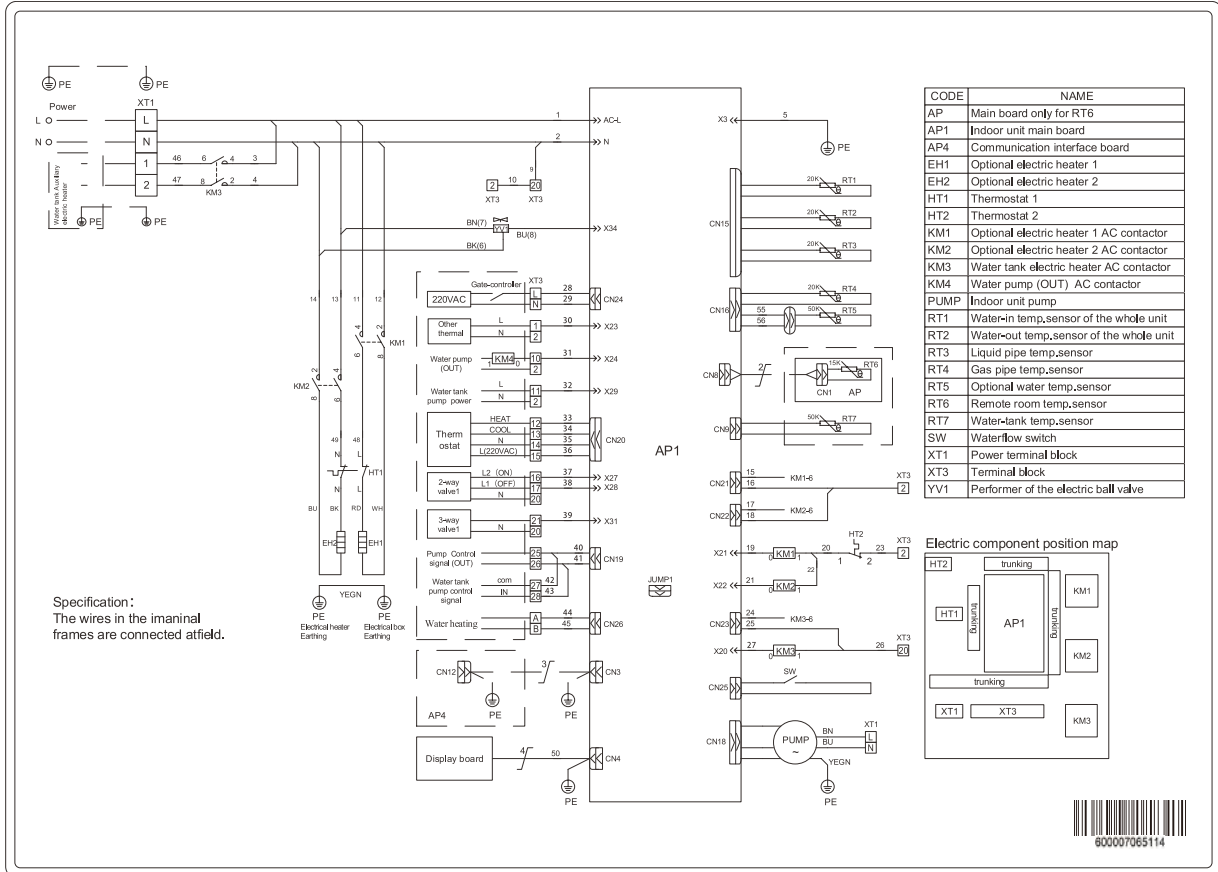 PE
PE
Power
XT1
L
L
N
N
1
2
46 6 4 3
47 8 2 4
KM3
Water tank Auxiliary
electric heater
PE
PE
1
AC-L
2
N
9
2 10 20
XT3 XT3
BN(7)
YV1
BU(8)
BK(6)
X34
14 13 11 12
4 2
KM1
6 8
2 4
KM2
8 6
49 48
N L
HT1
N L
BU BK RD WH
EH2 EH1
YEGN
PE
Electrical heater
Earthing
PE
Electrical box
Earthing
Specification:
The wires in the imaninal
frames are connected atfield.
Gate-controller XT3
220VAC
L 28
N 29
CN24
Other
thermal
L 1 30 X23
N 2
Water pump
(OUT)
1 KM4 0 10 31 X24
2
Water tank
pump power
L 11 32 X29
N 2
Therm
ostat
HEAT 12 33
COOL 13 34
N 14 35
L(220VAC) 15 36
CN20
2-way
valve1
L2 (ON) 16 37 X27
L1 (OFF) 17 38 X28
N 20
3-way
valve1
21 39 X31
N 20
Pump Control
signal (OUT)
25 40
26 41
CN19
Water tank
pump control
signal
com 27 42
IN 28 43
Water heating
A 44
B 45
CN26
CN12 3 CN3
AP4 PE PE
Display board 4 50 CN4
PE
AP1
JUMP1
X3 5
PE
20K RT1
20K RT2
CN15
20K RT3
20K RT4
CN16
55 50K RT5
56
CN8 2
15K RT6
CN1 AP
CN9 50K RT7
CN21
15 KM1-6
16
XT3
2
17 KM2-6
CN22 18
X21 19 0 KM1 1 20 HT2 1 2 23 XT3 2
22
X22 21 0 KM2 1
CN23
24 KM3-6
25
X20 27 0 KM3 1 26 XT3 20
SW
CN25
CN18
PUMP
~
BN L
BU N
XT1
YEGN
PE
CODE NAME
AP Main board only for RT6
AP1 Indoor unit main board
AP4 Communication interface board
EH1 Optional electric heater 1
EH2 Optional electric heater 2
HT1 Thermostat 1
HT2 Thermostat 2
KM1 Optional electric heater 1 AC contactor
KM2 Optional electric heater 2 AC contactor
KM3 Water tank electric heater AC contactor
KM4 Water pump (OUT) AC contactor
PUMP Indoor unit pump
RT1 Water-in temp.sensor of the whole unit
RT2 Water-out temp.sensor of the whole unit
RT3 Liquid pipe temp.sensor
RT4 Gas pipe temp.sensor
RT5 Optional water temp.sensor
RT6 Remote room temp.sensor
RT7 Water-tank temp.sensor
SW Waterflow switch
XT1 Power terminal block
XT3 Terminal block
YV1 Performer of the electric ball valve
Electric component position map
HT2
trunking
KM1
HT1
trunking
AP1
trunking
KM2
trunking
XT1
XT3
KM3
600007065114